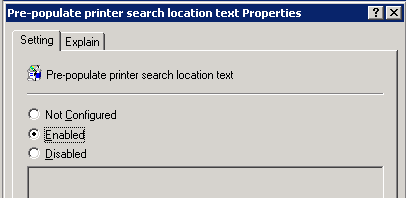 Pre-populate printer search location text Properties
Setting Explain
Pre-populate printer search location text
Not Configured
Enabled
Disabled